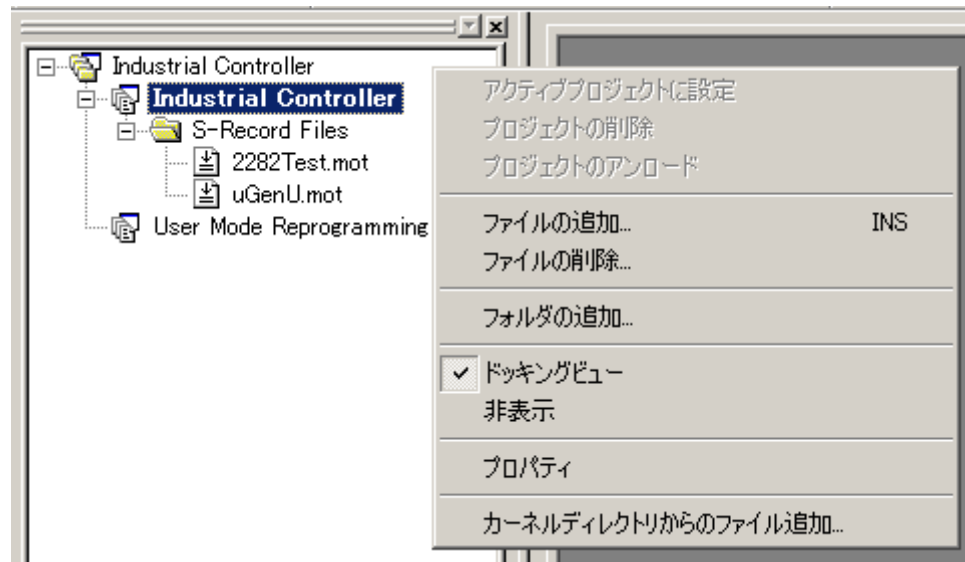 Industrial Controller
Industrial Controller
S-Record Files
2282Test.mot
uGenU.mot
User Mode Reprogramming
アクティブプロジェクトに設定
プロジェクトの削除
プロジェクトのアンロード
ファイルの追加... INS
ファイルの削除...
フォルダの追加...
ドッキングビュー
非表示
プロパティ
カーネルディレクトリからのファイル追加...